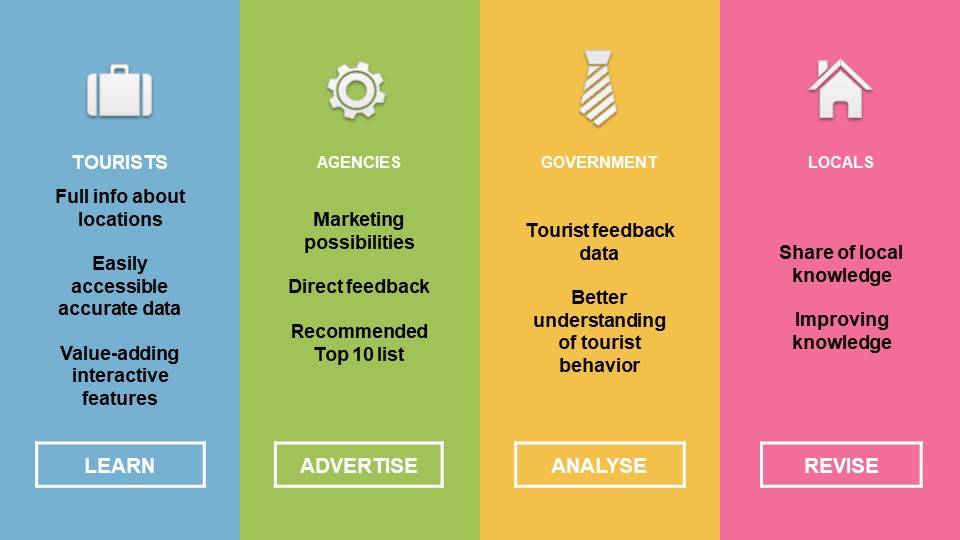 TOURISTS
Full info about
locations
Easily
accessible
accurate data
Value-adding
interactive
features
LEARN
AGENCIES
Marketing
possibilities
Direct feedback
Recommended
Top 10 list
ADVERTISE
GOVERNMENT
Tourist feedback
data
Better
understanding
of tourist
behavior
ANALYSE
LOCALS
Share of local
knowledge
Improving
knowledge
REVISE